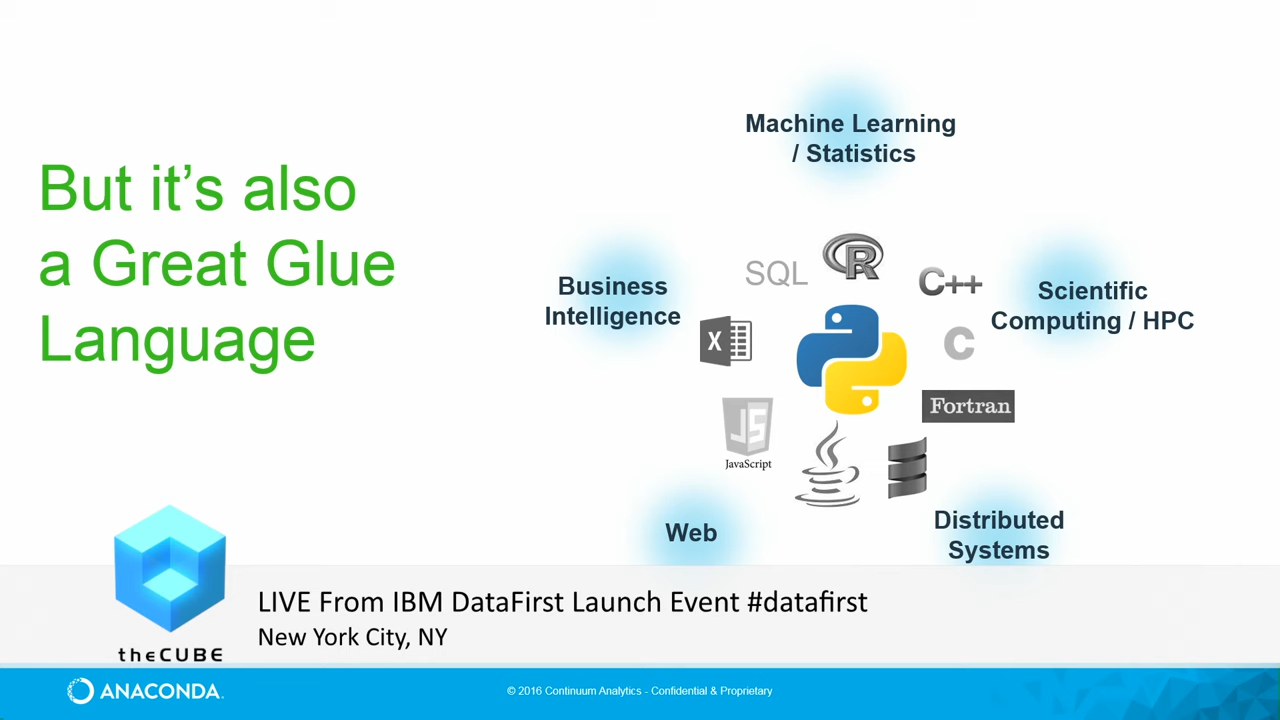 But it’s also
a Great Glue
Language
Machine Learning
/ Statistics
Business
Intelligence
SQL
R
C++
Scientific
Computing / HPC
X
C
Fortran
JS
JavaScript
Web
Distributed
Systems
theCUBE
LIVE From IBM DataFirst Launch Event #datafirst
New York City, NY
ANACONDA.
© 2016 Continuum Analytics - Confidential & Proprietary